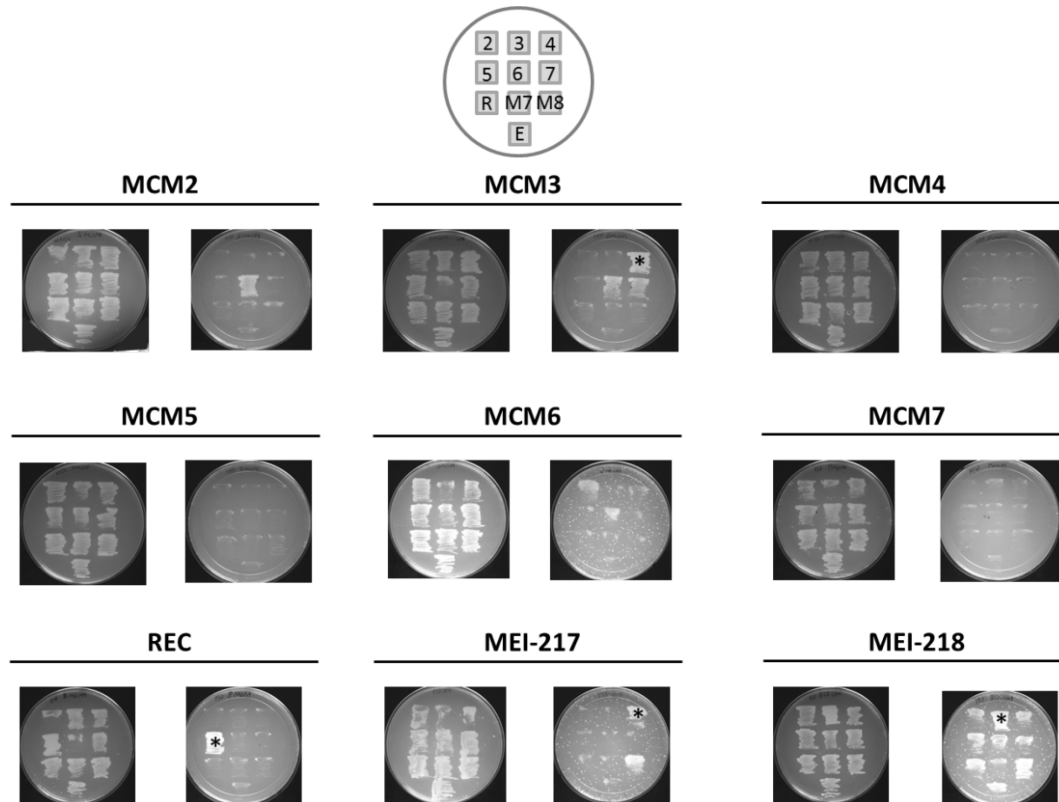 2 3 4
5 6 7
R M7 M8
E
MCM2 MCM3 MCM4
*
MCM5 MCM6 MCM7
REC MEI-217 MEI-218
* * *